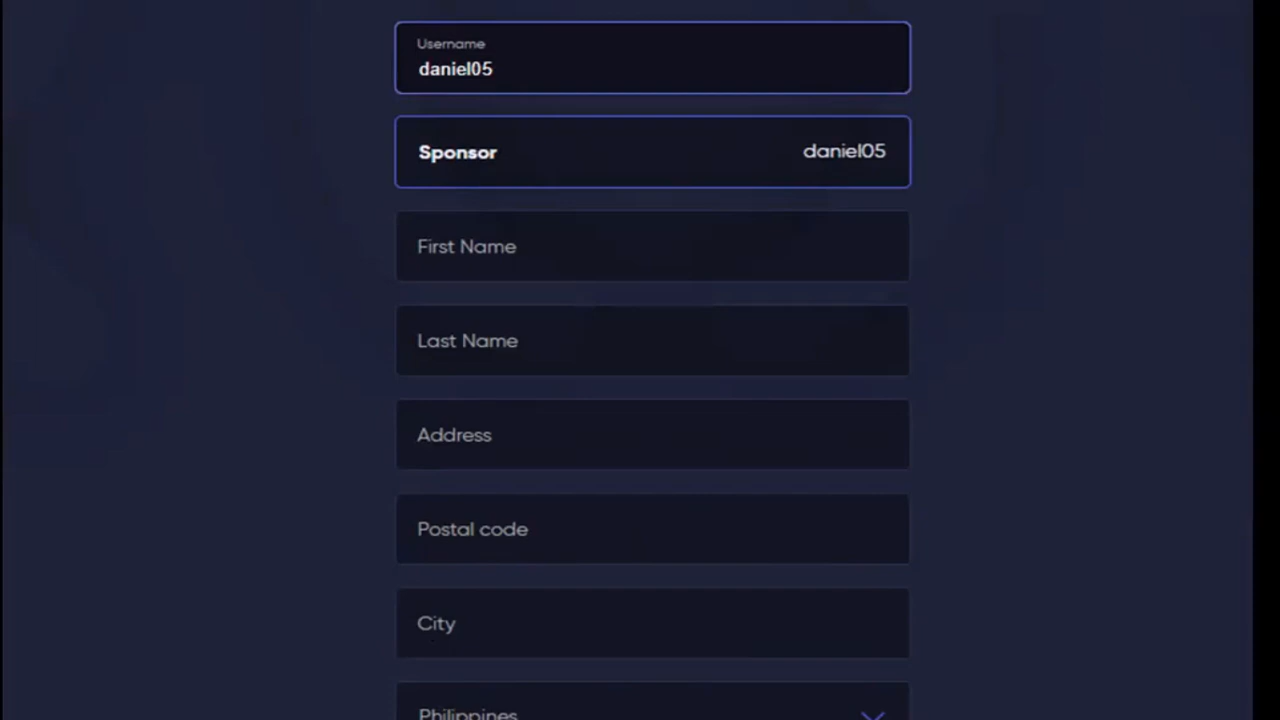 Username
daniel05
Sponsor daniel05
First Name
Last Name
Address
Postal code
City
Philippines